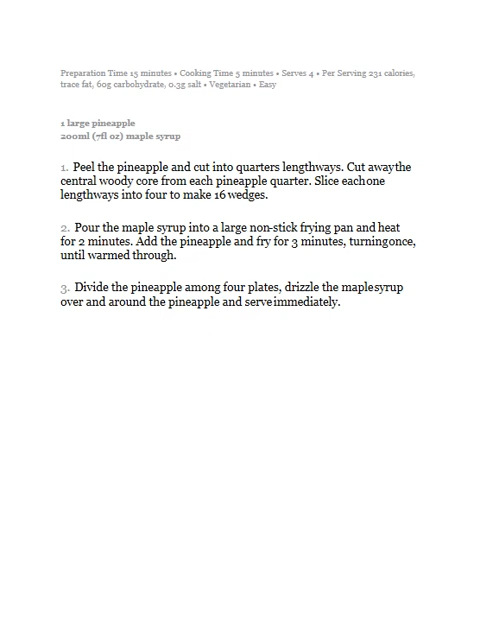 Preparation Time 15 minutes • Cooking Time 5 minutes • Serves 4 • Per Serving 231 calories,
trace fat, 60g carbohydrate, 0.3g salt • Vegetarian • Easy
1 large pineapple
200ml (7fl oz) maple syrup
1. Peel the pineapple and cut into quarters lengthways. Cut awaythe
central woody core from each pineapple quarter. Slice eachone
lengthways into four to make 16 wedges.
2. Pour the maple syrup into a large non-stick frying pan and heat
for 2 minutes. Add the pineapple and fry for 3 minutes, turningonce,
until warmed through.
3. Divide the pineapple among four plates, drizzle the maplesyrup
over and around the pineapple and serve immediately.